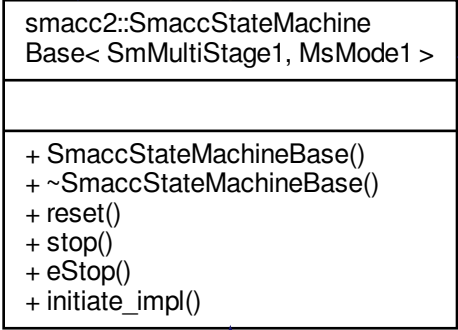 smacc2::SmaccStateMachine
Base< SmMultiStage1, MsMode1 >
+ SmaccStateMachineBase()
+ ~SmaccStateMachineBase()
+ reset()
+ stop()
+ eStop()
+ initiate_impl()